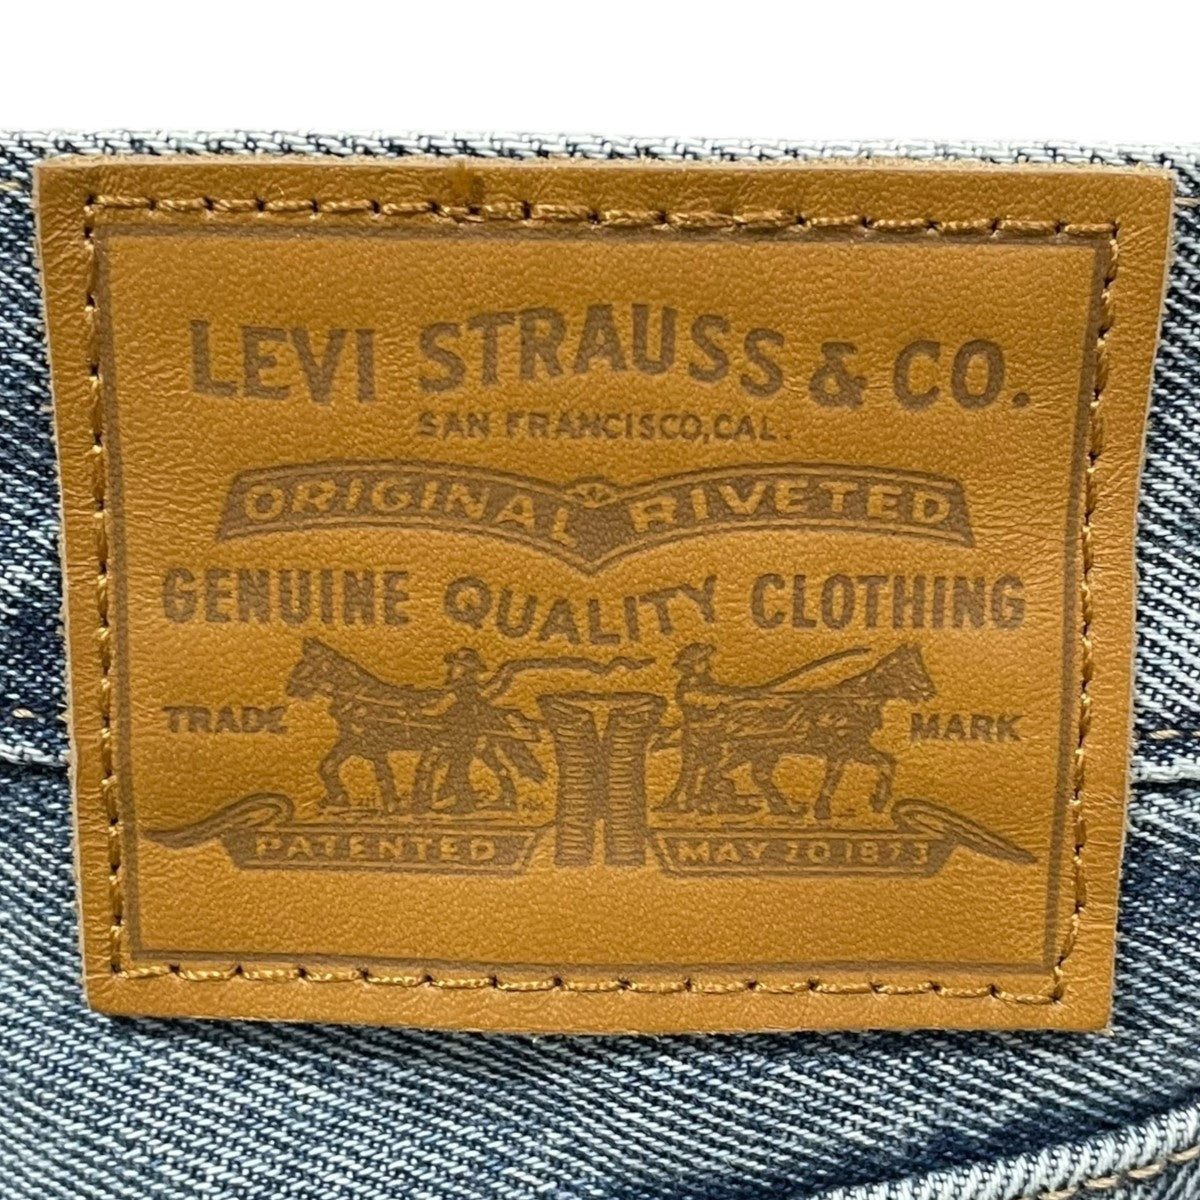 LEVI STRAUSS & CO.
SAN FRANCISCO, CAL.
ORIGINAL RIVETED
GENUINE QUALITY CLOTHING
TRADE MARK
PATENTED MAY 20 1873